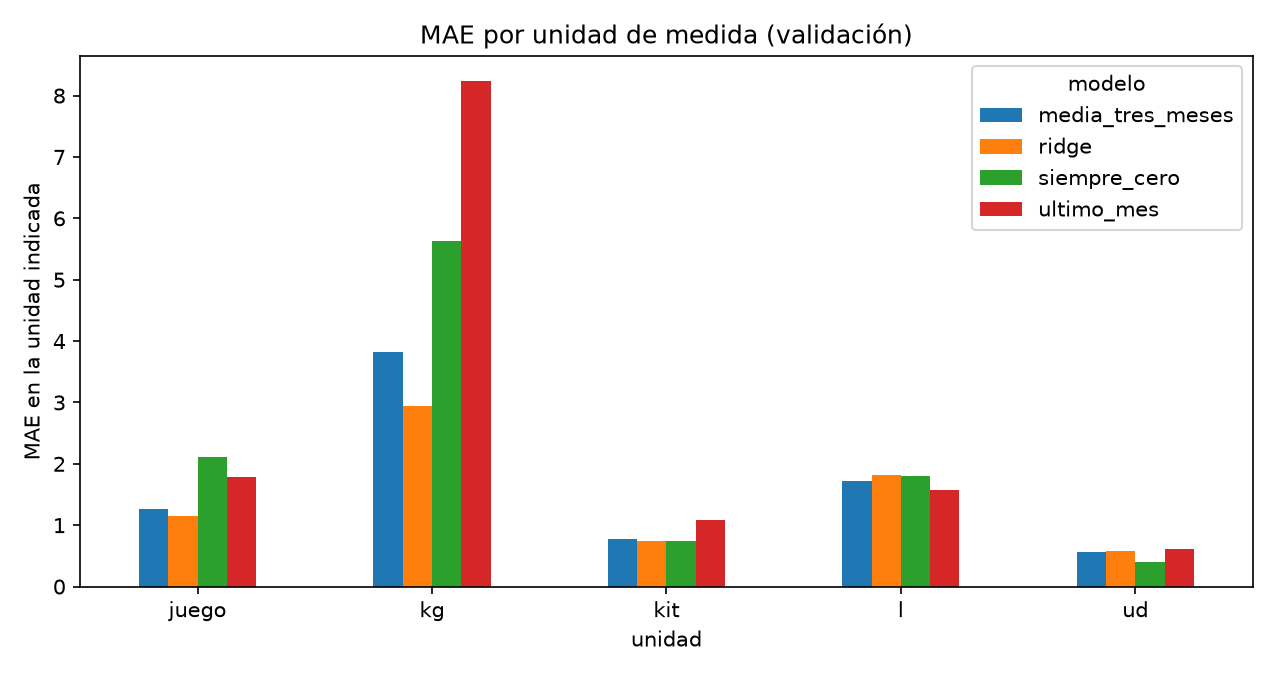 MAE por unidad de medida (validación)
modelo
media_tres_meses
ridge
siempre_cero
ultimo_mes
MAE en la unidad indicada
8
7
6
5
4
3
2
1
0
juego kg kit l ud
unidad